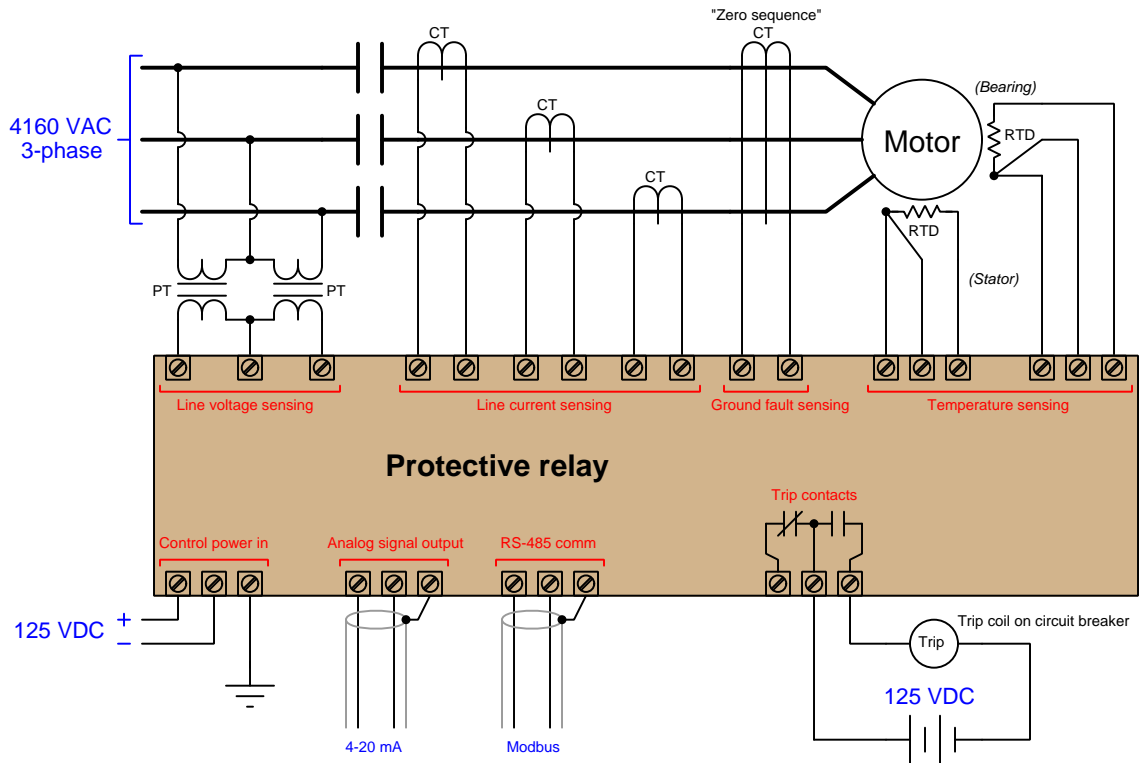 "Zero sequence"
CT
CT
CT
CT
4160 VAC
3-phase
Motor
(Bearing)
RTD
RTD
(Stator)
PT
PT
Line voltage sensing
Line current sensing
Ground fault sensing
Temperature sensing
Protective relay
Trip contacts
Control power in
Analog signal output
RS-485 comm
125 VDC
+
−
4-20 mA
Modbus
Trip
Trip coil on circuit breaker
125 VDC